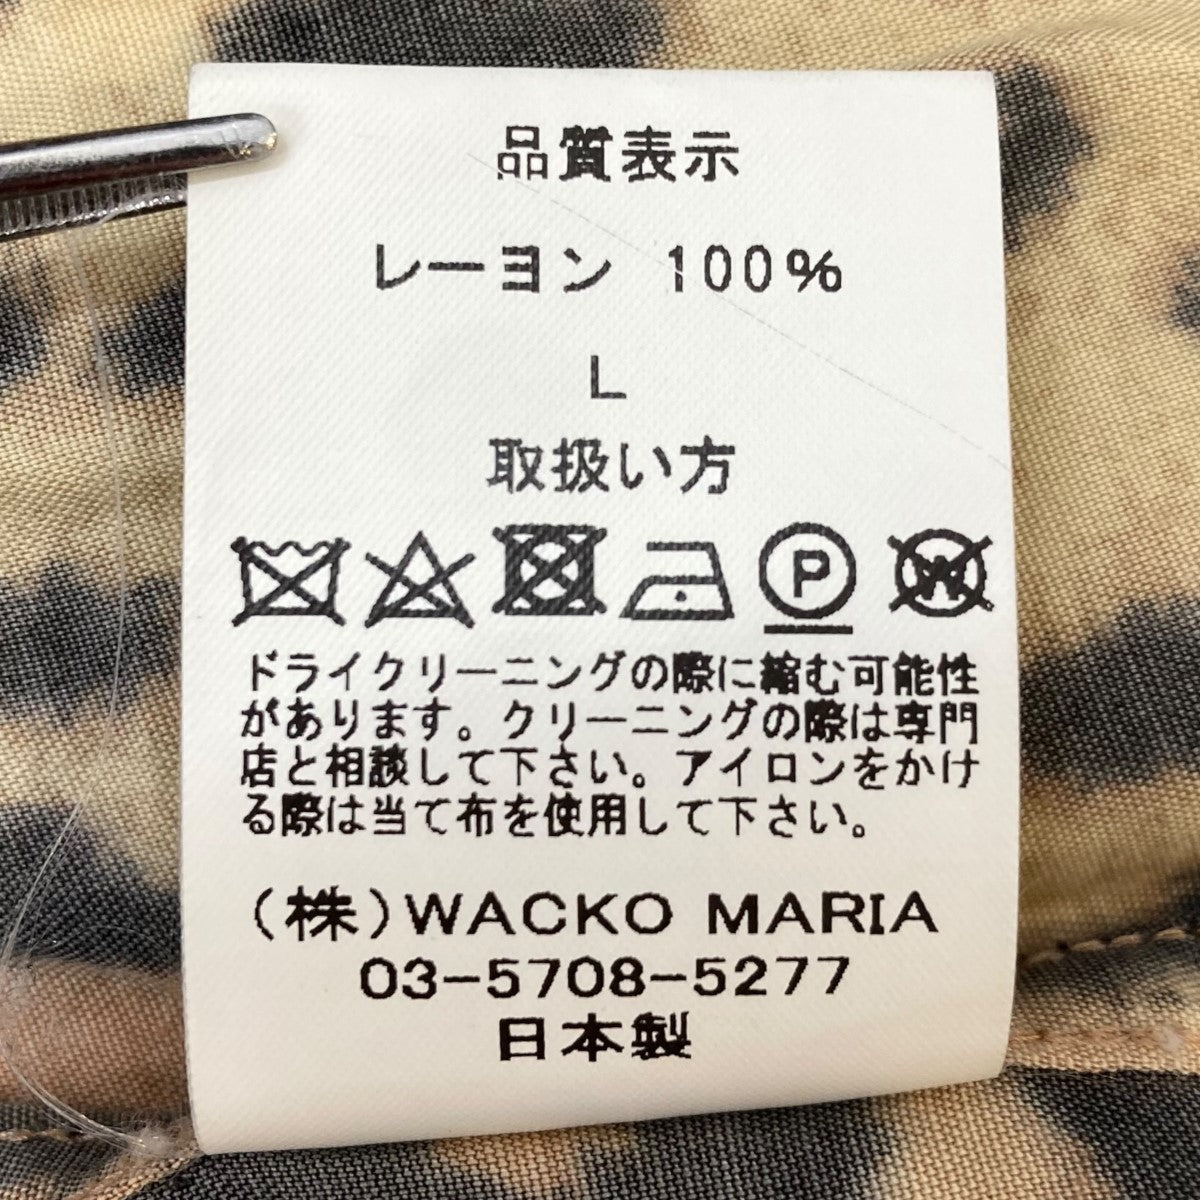 品質表示
レーヨン 100%
L
取扱い方
P W
ドライクリーニングの際に縮む可能性
があります。クリーニングの際は専門
店と相談して下さい。アイロンをかけ
る際は当て布を使用して下さい。
(株)WACKO MARIA
03-5708-5277
日本製